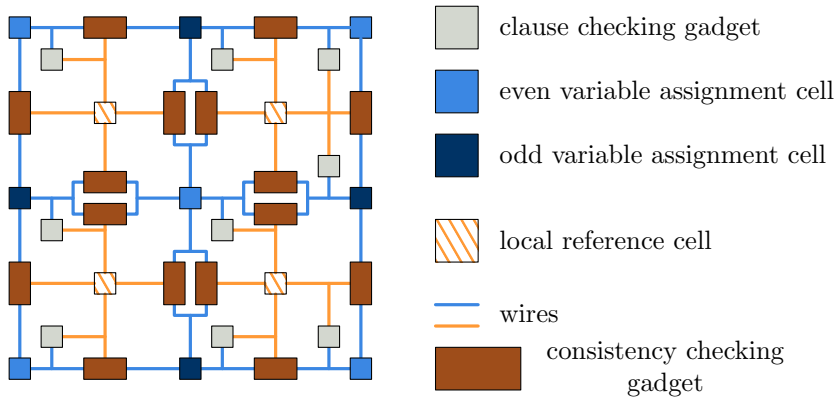 clause checking gadget
even variable assignment cell
odd variable assignment cell
local reference cell
wires
consistency checking
gadget